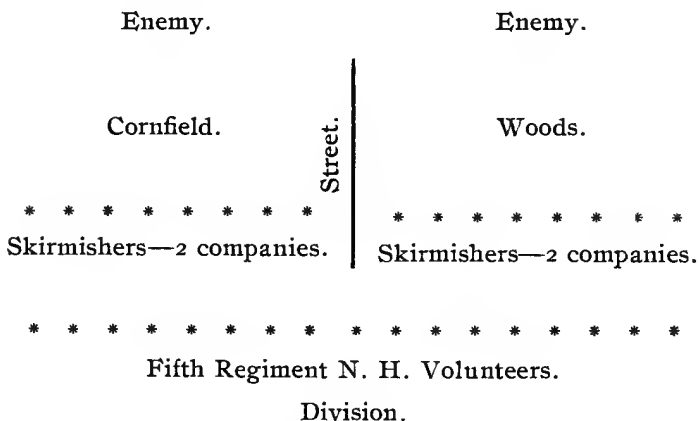 Enemy. Enemy.
Cornfield. Street. Woods.
* * * * * * * * * * * * * * * *
Skirmishers—2 companies. Skirmishers—2 companies.
* * * * * * * * * * * * * * * * *
Fifth Regiment N. H. Volunteers.
Division.